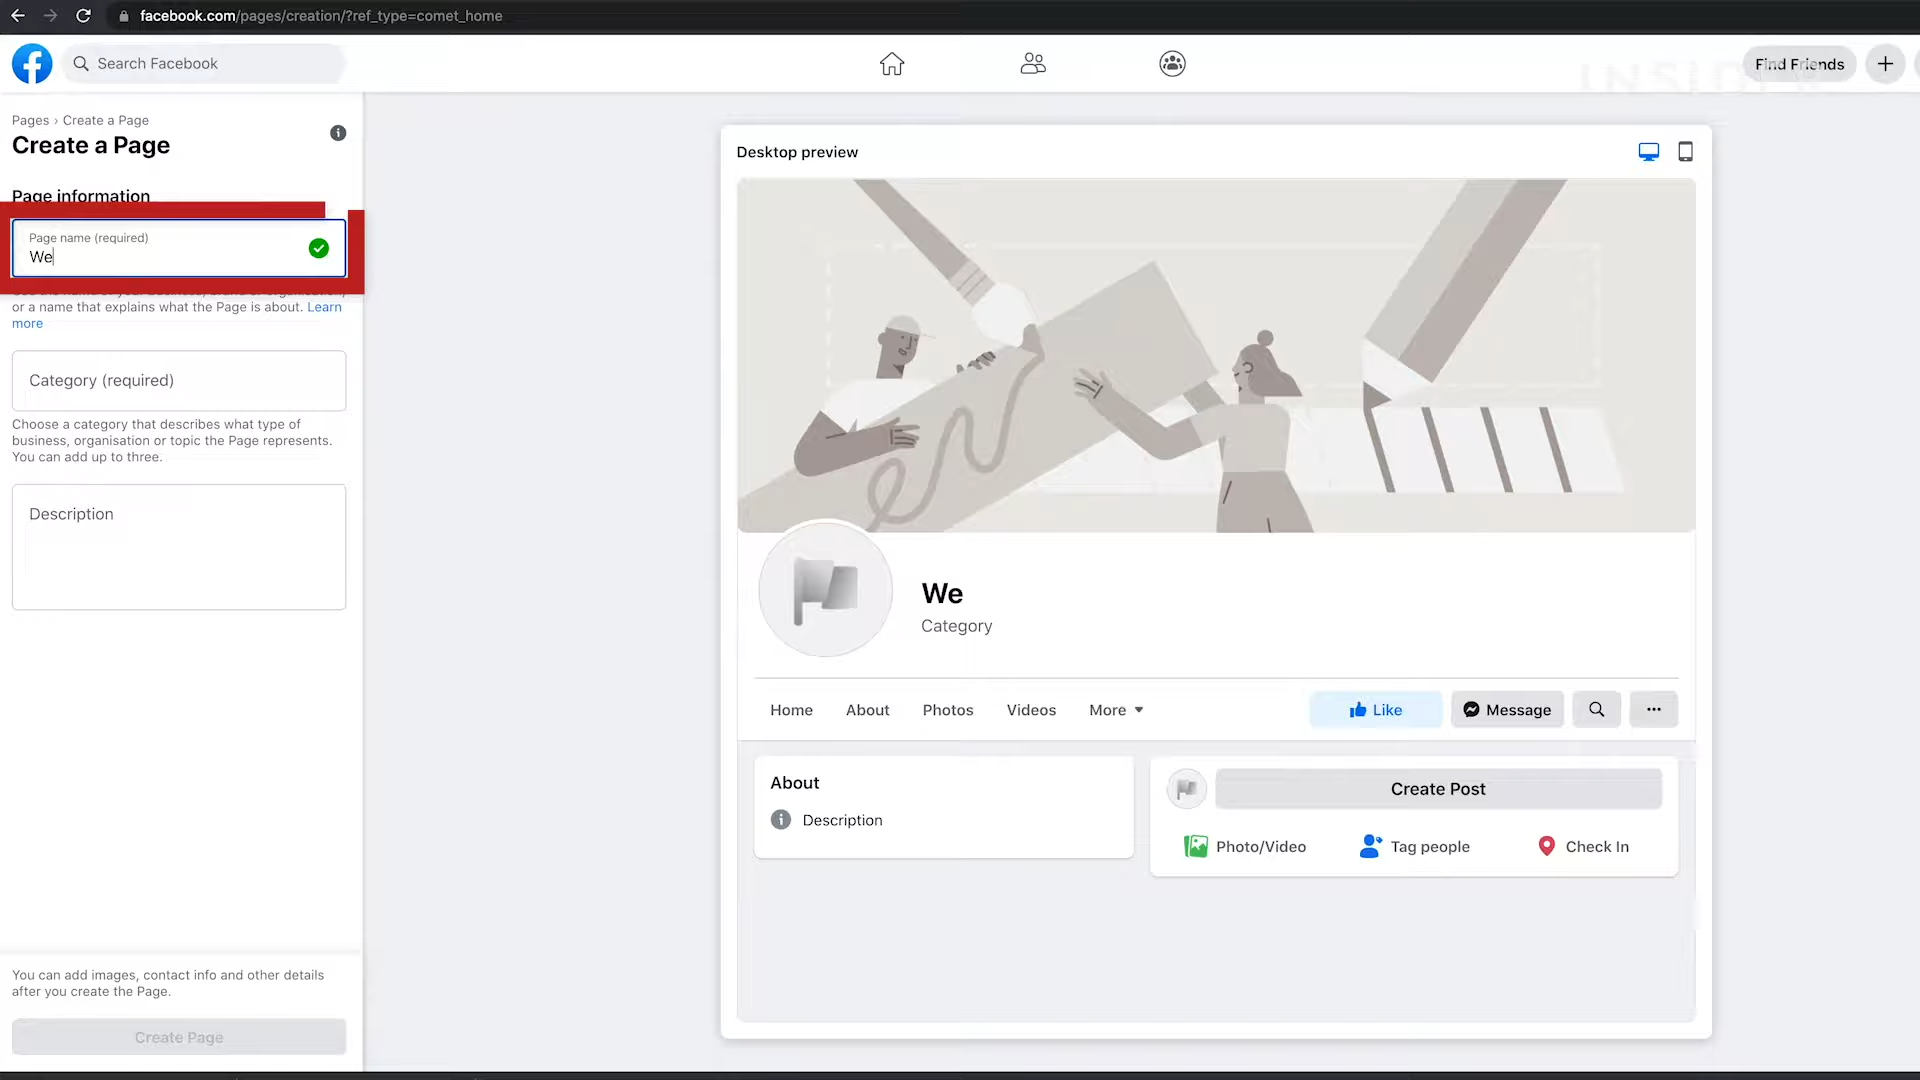 facebook.com/pages/creation/?ref_type=comet_home
Search Facebook
Find Friends
Pages › Create a Page
Create a Page
Page information
Page name (required)
We
or a name that explains what the Page is about. Learn
more
Category (required)
Choose a category that describes what type of
business, organisation or topic the Page represents.
You can add up to three.
Description
You can add images, contact info and other details
after you create the Page.
Create Page
Desktop preview
We
Category
Home About Photos Videos More
Like Message
About
Description
Create Post
Photo/Video Tag people Check In